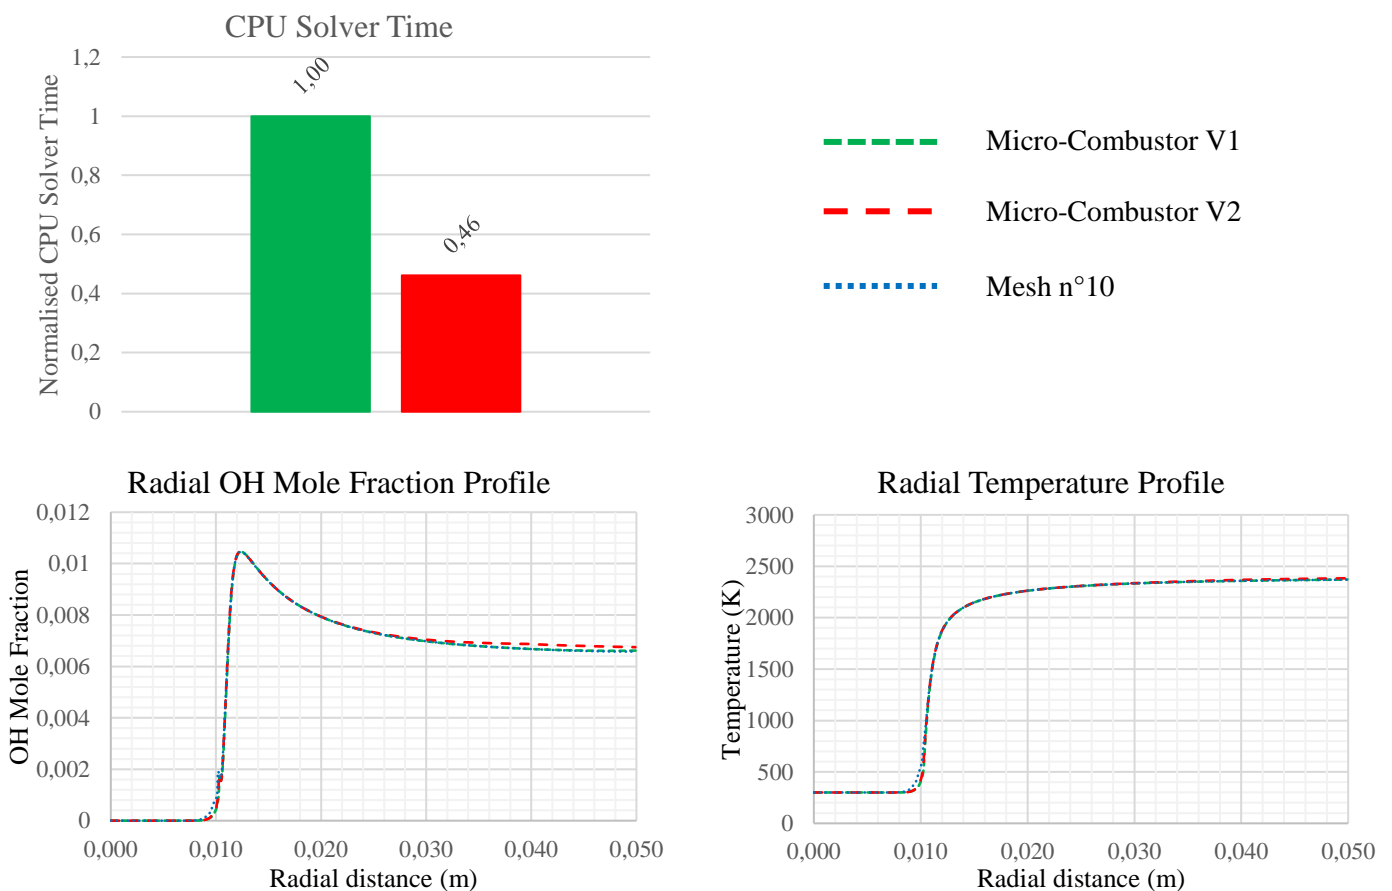 CPU Solver Time
Normalised CPU Solver Time
1,2
1
0,8
0,6
0,4
0,2
0
1,00
0,46
Micro-Combustor V1
Micro-Combustor V2
Mesh n°10
Radial OH Mole Fraction Profile
OH Mole Fraction
0,012
0,01
0,008
0,006
0,004
0,002
0
0,000 0,010 0,020 0,030 0,040 0,050
Radial distance (m)
Radial Temperature Profile
Temperature (K)
3000
2500
2000
1500
1000
500
0
0,000 0,010 0,020 0,030 0,040 0,050
Radial distance (m)